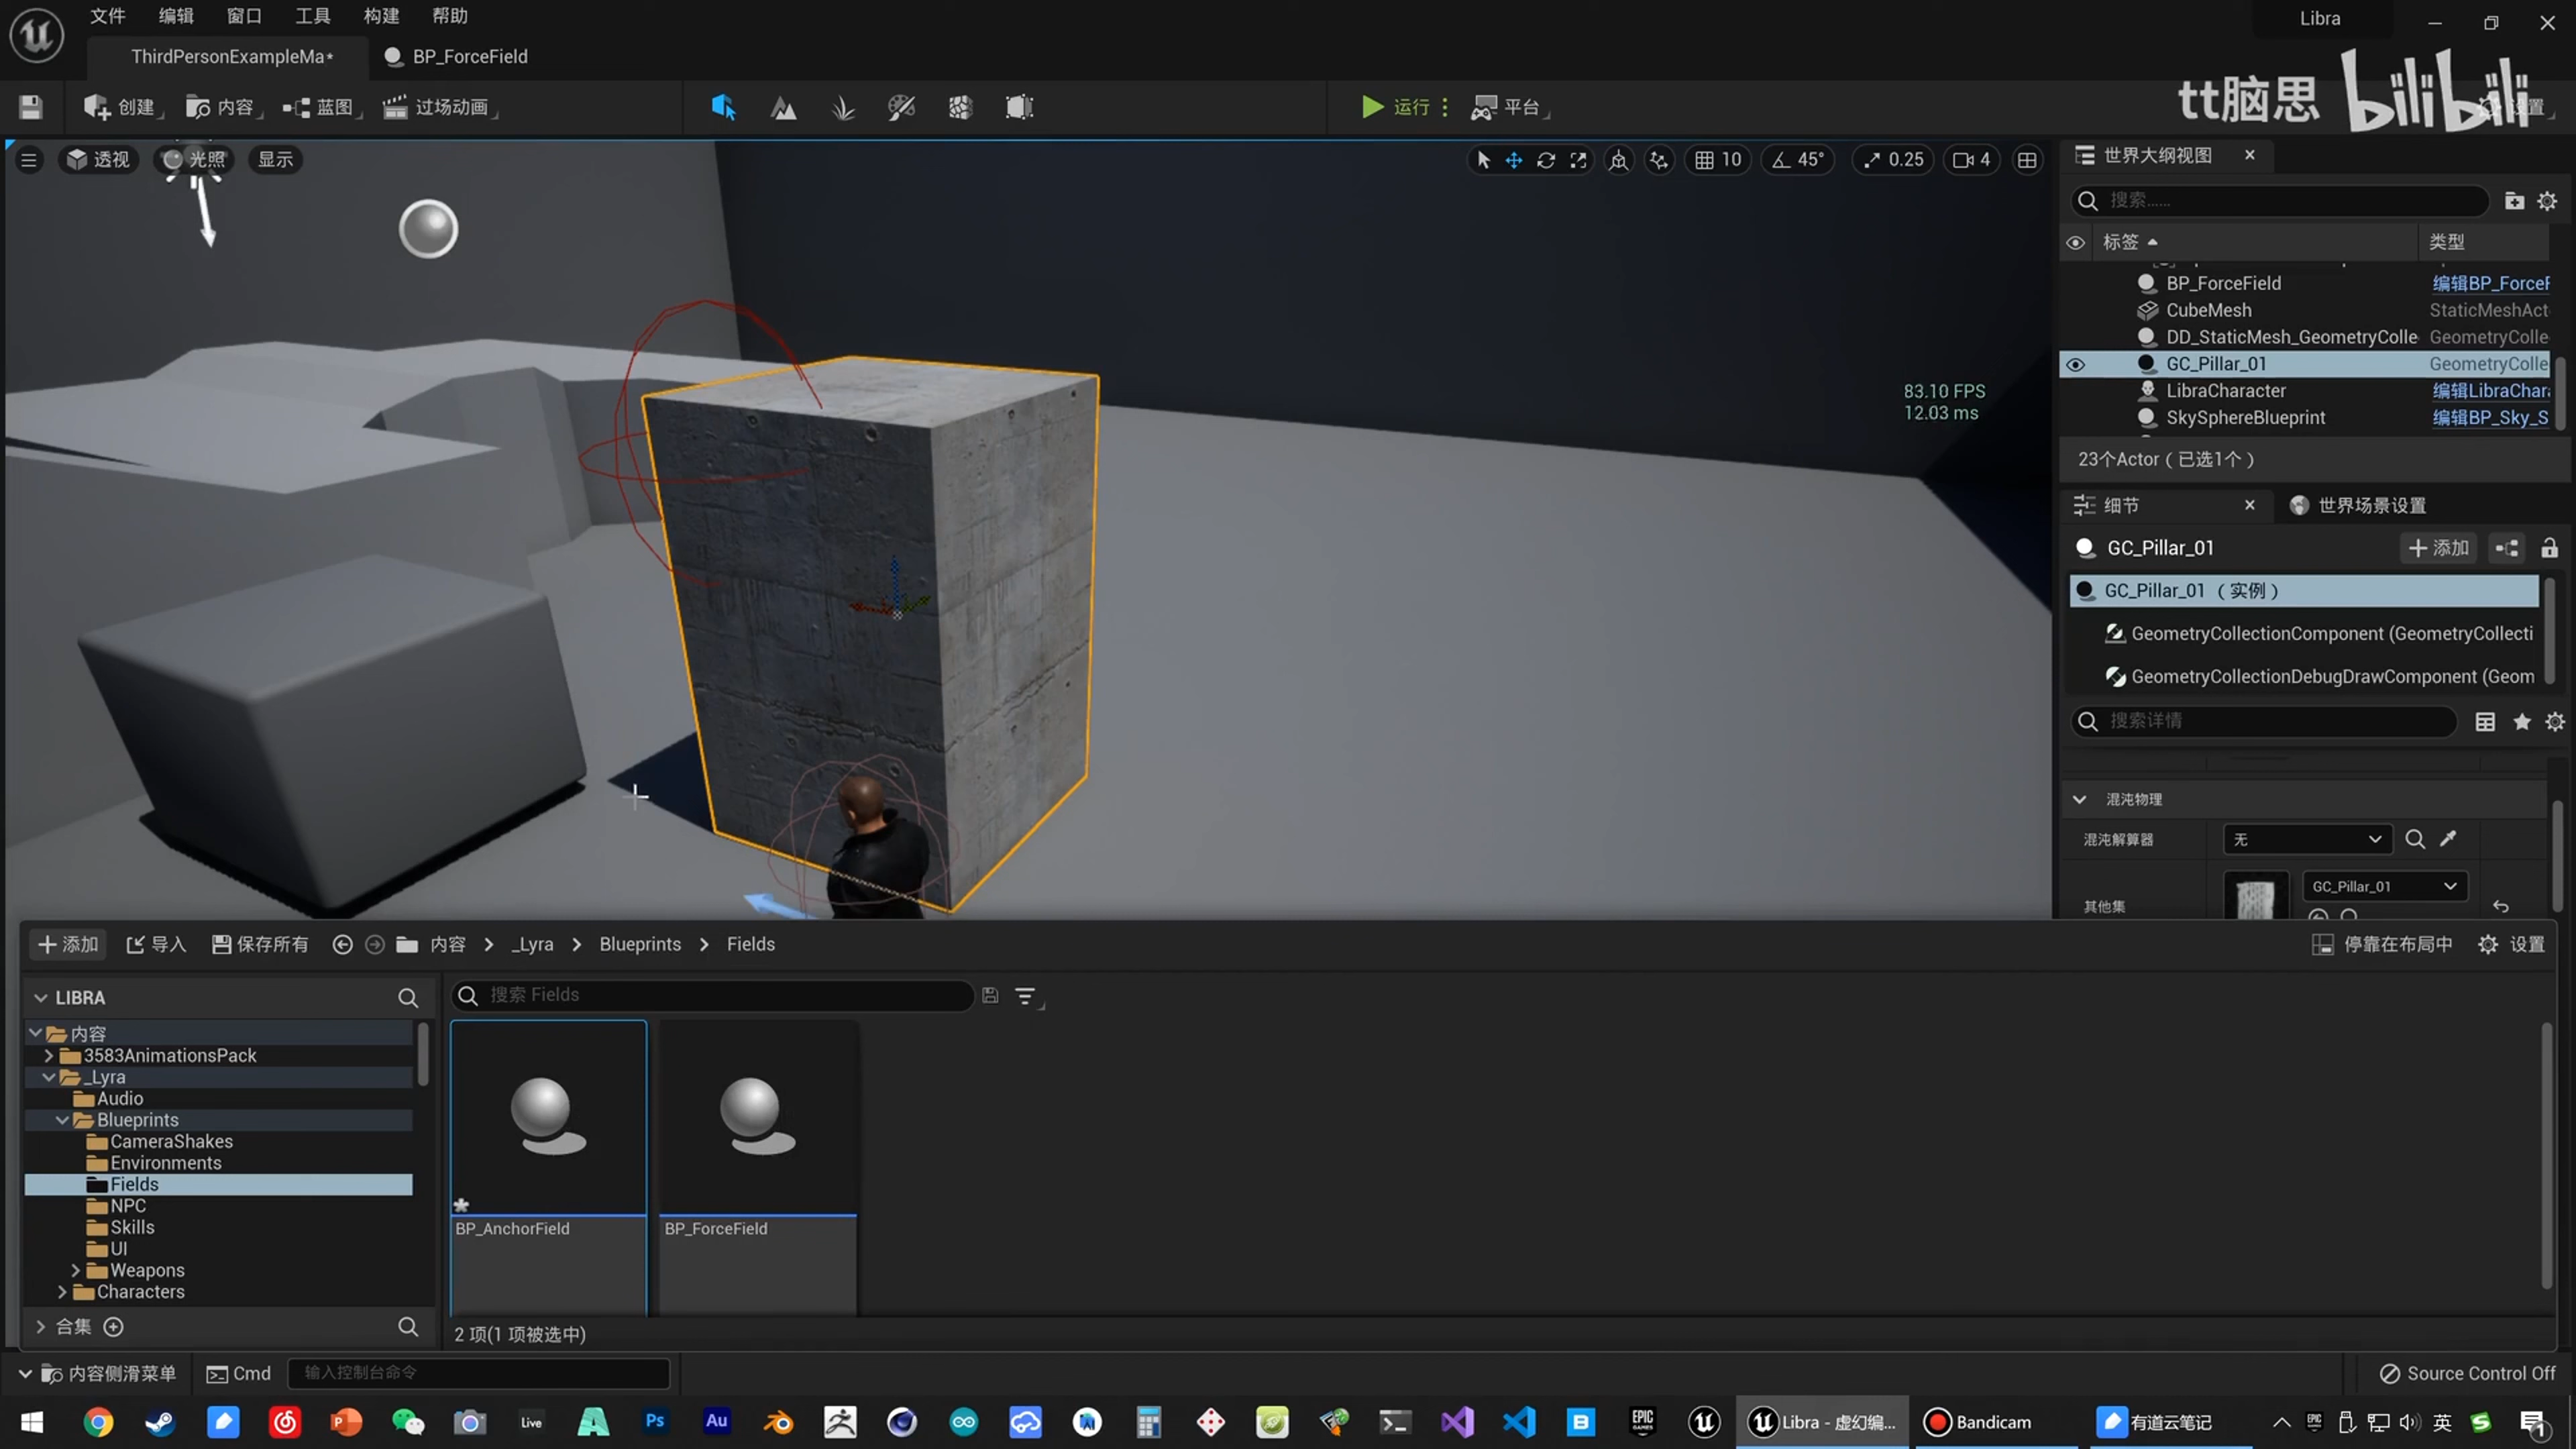 文件 编辑 窗口 工具 构建 帮助
Libra
ThirdPersonExampleMa* BP_ForceField
创建 内容 蓝图 过场动画 运行 平台
tt脑思 bilibili 设置
透视 光照 显示
10 45° 0.25 4
世界大纲视图
搜索......
标签 类型
BP_ForceField 编辑BP_ForceF
CubeMesh StaticMeshAct
DD_StaticMesh_GeometryColle GeometryColle
GC_Pillar_01 GeometryColle
LibraCharacter 编辑LibraChar
SkySphereBlueprint 编辑BP_Sky_S
83.10 FPS
12.03 ms
23个Actor（已选1个）
细节 世界场景设置
GC_Pillar_01 添加
GC_Pillar_01 （实例）
GeometryCollectionComponent (GeometryCollecti
GeometryCollectionDebugDrawComponent (Geom
搜索详情
混沌物理
混沌解算器 无
其他集 GC_Pillar_01
添加 导入 保存所有 内容 _Lyra Blueprints Fields
停靠在布局中 设置
LIBRA
搜索 Fields
内容
3583AnimationsPack
_Lyra
Audio
Blueprints
CameraShakes
Environments
Fields
NPC
Skills
UI
Weapons
Characters
合集
BP_AnchorField BP_ForceField
2 项(1 项被选中)
内容侧滑菜单 Cmd 输入控制台命令
Source Control Off
Live Ps Au EPIC GAMES Libra - 虚幻编... Bandicam 有道云笔记 英 1